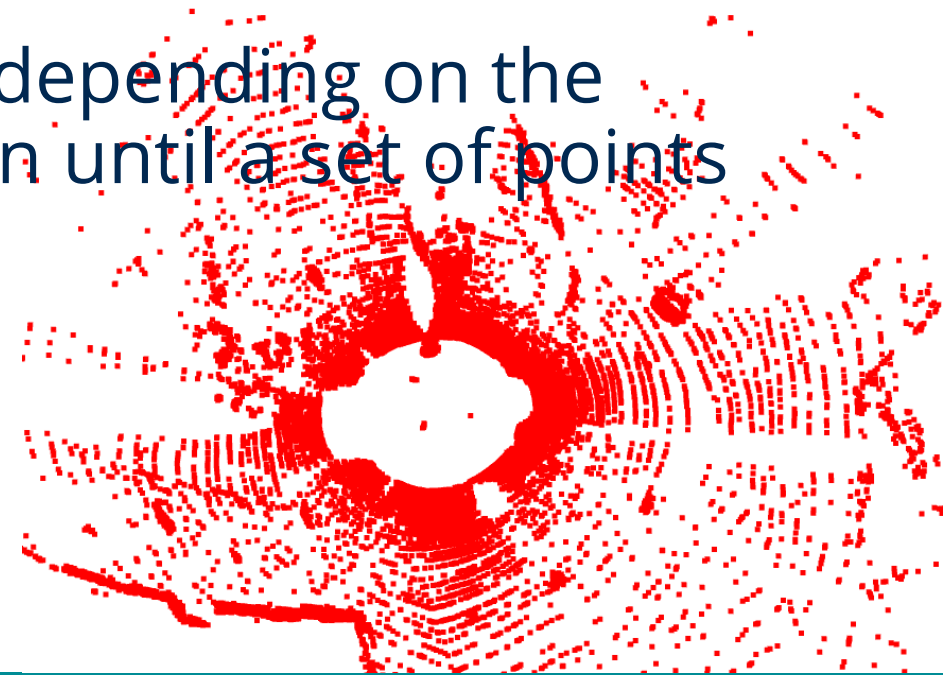 depending on the
n until a set of points